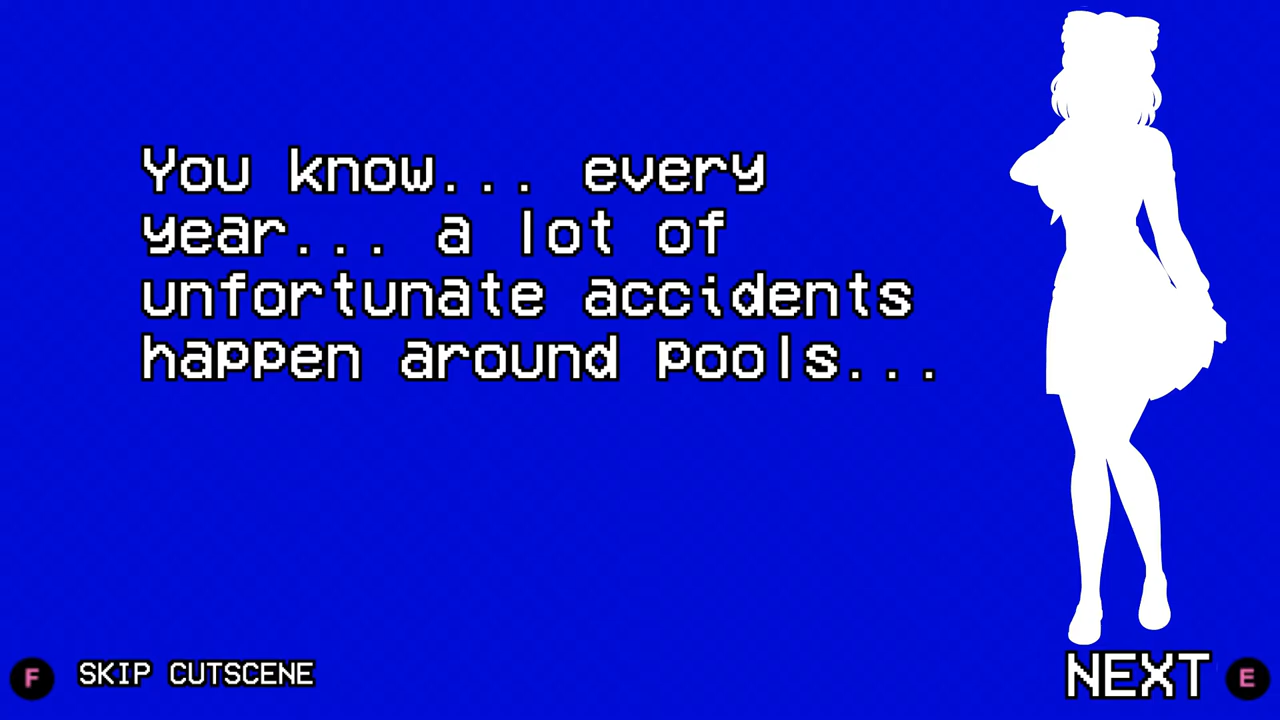 You know... every
year... a lot of
unfortunate accidents
happen around pools...
F SKIP CUTSCENE
NEXT E